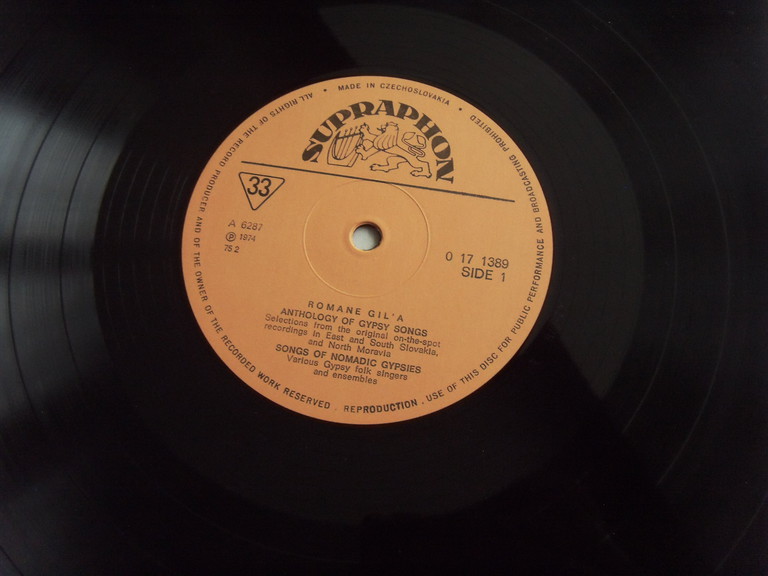 MADE IN CZECHOSLOVAKIA
SUPRAPHON
33
A 6287
Ⓟ 1974
75 2
0 17 1389
SIDE 1
ROMANE GIL'A
ANTHOLOGY OF GYPSY SONGS
Selections from the original on-the-spot
recordings in East and South Slovakia,
and North Moravia
SONGS OF NOMADIC GYPSIES
Various Gypsy folk singers
and ensembles
ALL RIGHTS OF THE RECORD PRODUCER AND OF THE OWNER OF THE RECORDED WORK RESERVED . REPRODUCTION . USE OF THIS DISC FOR PUBLIC PERFORMANCE AND BROADCASTING PROHIBITED